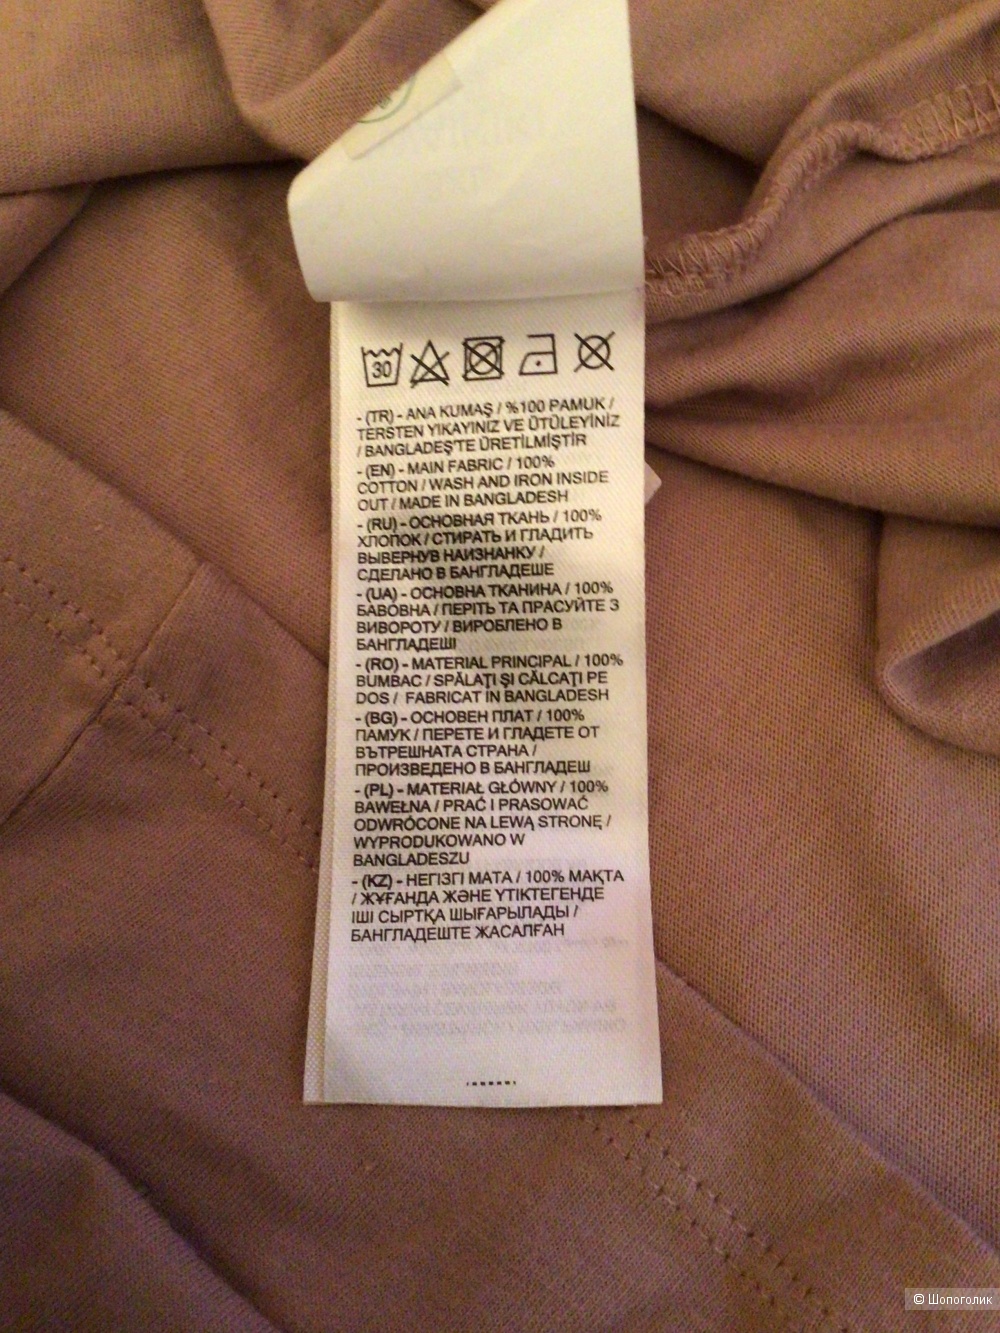 30
- (TR) - ANA KUMAŞ / %100 PAMUK /
TERSTEN YIKAYINIZ VE ÜTÜLEYİNİZ
/ BANGLADEŞ'TE ÜRETİLMİŞTİR
- (EN) - MAIN FABRIC / 100%
COTTON / WASH AND IRON INSIDE
OUT / MADE IN BANGLADESH
- (RU) - ОСНОВНАЯ ТКАНЬ / 100%
ХЛОПОК / СТИРАТЬ И ГЛАДИТЬ
ВЫВЕРНУВ НАИЗНАНКУ /
СДЕЛАНО В БАНГЛАДЕШЕ
- (UA) - ОСНОВНА ТКАНИНА / 100%
БАВОВНА / ПЕРІТЬ ТА ПРАСУЙТЕ З
ВИВОРОТУ / ВИРОБЛЕНО В
БАНГЛАДЕШІ
- (RO) - MATERIAL PRINCIPAL / 100%
BUMBAC / SPĂLAŢI ŞI CĂLCAŢI PE
DOS / FABRICAT ÎN BANGLADESH
- (BG) - ОСНОВЕН ПЛАТ / 100%
ПАМУК / ПЕРЕТЕ И ГЛАДЕТЕ ОТ
ВЪТРЕШНАТА СТРАНА /
ПРОИЗВЕДЕНО В БАНГЛАДЕШ
- (PL) - MATERIAŁ GŁÓWNY / 100%
BAWEŁNA / PRAĆ I PRASOWAĆ
ODWRÓCONE NA LEWĄ STRONĘ /
WYPRODUKOWANO W
BANGLADESZU
- (KZ) - НЕГІЗГІ МАТА / 100% МАҚТА
/ ЖУҒАНДА ЖӘНЕ ҮТІКТЕГЕНДЕ
ІШІ СЫРТҚА ШЫҒАРЫЛАДЫ /
БАНГЛАДЕШТЕ ЖАСАЛҒАН
© Шопоголик